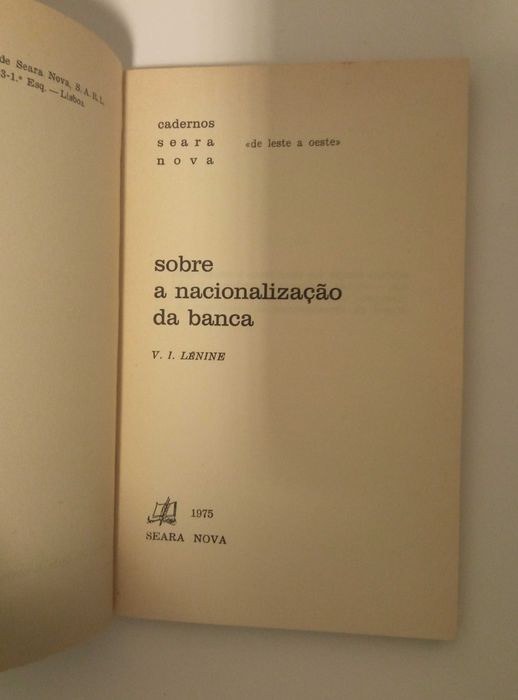 de Seara Nova, S. A. R. L.
3-1.º Esq. — Lisboa
cadernos
seara
nova
«de leste a oeste»
sobre
a nacionalização
da banca
V. I. LÉNINE
1975
SEARA NOVA